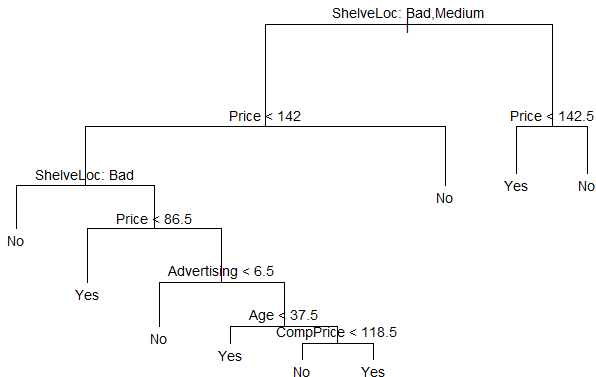 ShelveLoc: Bad,Medium
Price < 142
Price < 142.5
ShelveLoc: Bad
Yes
No
No
Price < 86.5
No
Advertising < 6.5
Yes
Age < 37.5
No
CompPrice < 118.5
Yes
No
Yes